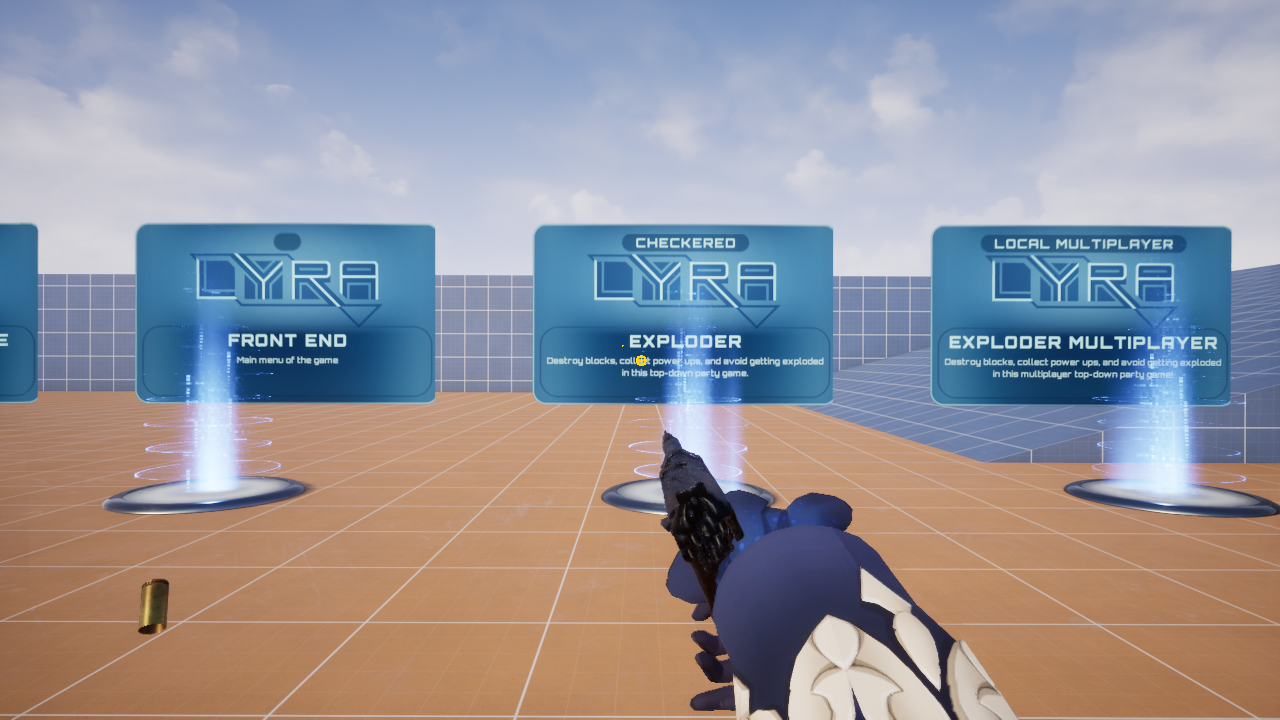 E
LYRA
FRONT END
Main menu of the game
CHECKERED
LYRA
EXPLODER
Destroy blocks, collect power ups, and avoid getting exploded
in this top-down party game.
LOCAL MULTIPLAYER
LYRA
EXPLODER MULTIPLAYER
Destroy blocks, collect power ups, and avoid getting exploded
in this multiplayer top-down party game.